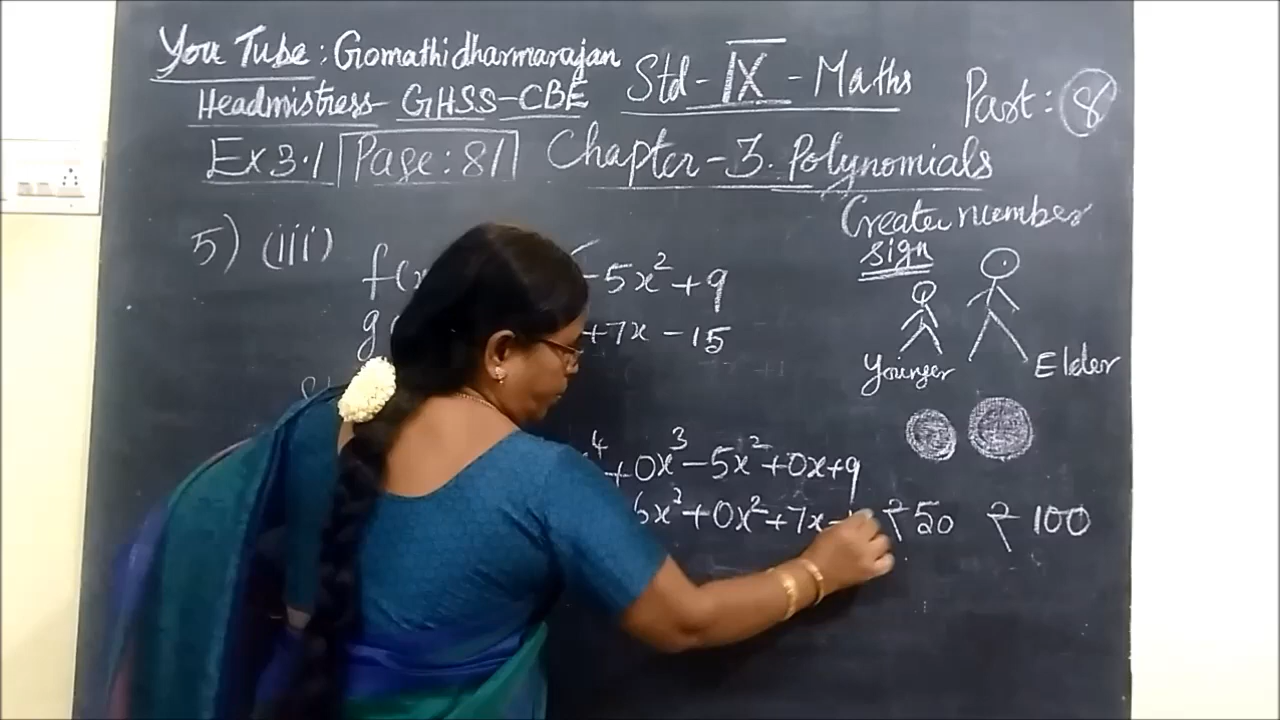 You Tube : Gomathidharmarajan
Headmistress - GHSS - CBE
Std - IX - Maths
Part : 8
Ex 3.1 Page : 81
Chapter - 3. Polynomials
5) (iii)
f(x
- 5x² + 9
g(
+ 7x - 15
4 + 0x³ - 5x² + 0x + 9
6x² + 0x² + 7x -
Greater number
sign
Younger
Elder
₹ 50 ₹ 100